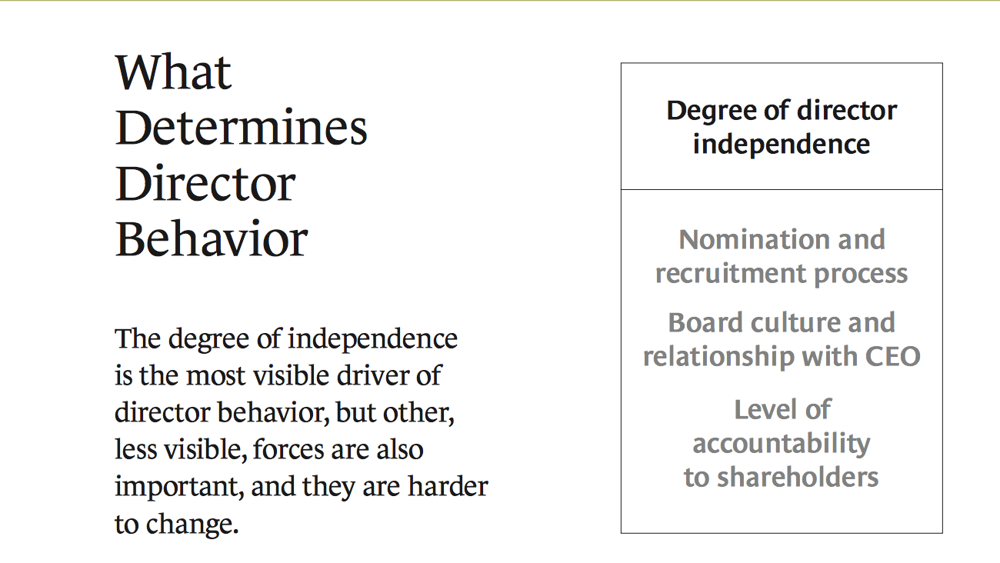 What
Determines
Director
Behavior
The degree of independence
is the most visible driver of
director behavior, but other,
less visible, forces are also
important, and they are harder
to change.
Degree of director
independence
Nomination and
recruitment process
Board culture and
relationship with CEO
Level of
accountability
to shareholders